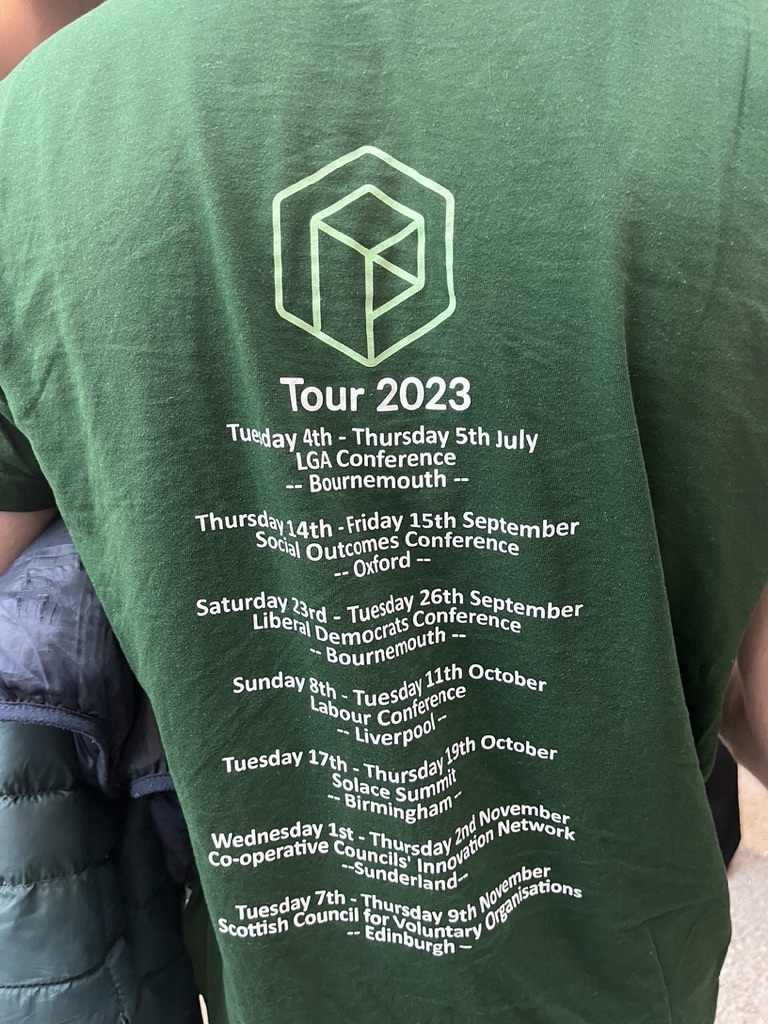 Tour 2023
Tuesday 4th - Thursday 5th July
LGA Conference
-- Bournemouth --
Thursday 14th - Friday 15th September
Social Outcomes Conference
-- Oxford --
Saturday 23rd - Tuesday 26th September
Liberal Democrats Conference
-- Bournemouth --
Sunday 8th - Tuesday 11th October
Labour Conference
-- Liverpool --
Tuesday 17th - Thursday 19th October
Solace Summit
-- Birmingham -
Wednesday 1st - Thursday 2nd November
Co-operative Councils' Innovation Network
--Sunderland--
Tuesday 7th - Thursday 9th November
Scottish Council for Voluntary Organisations
-- Edinburgh --